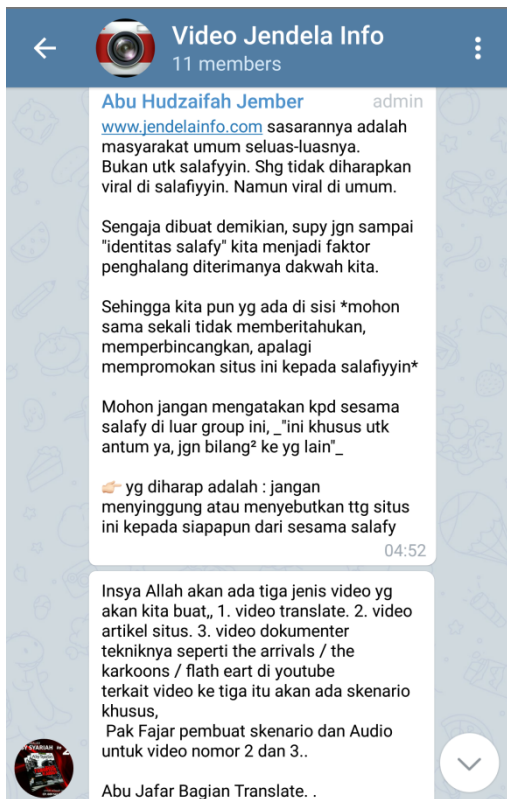 Video Jendela Info
11 members
Abu Hudzaifah Jember admin
www.jendelainfo.com sasarannya adalah
masyarakat umum seluas-luasnya.
Bukan utk salafyyin. Shg tidak diharapkan
viral di salafiyyin. Namun viral di umum.
Sengaja dibuat demikian, supy jgn sampai
"identitas salafy" kita menjadi faktor
penghalang diterimanya dakwah kita.
Sehingga kita pun yg ada di sisi *mohon
sama sekali tidak memberitahukan,
memperbincangkan, apalagi
mempromokan situs ini kepada salafiyyin*
Mohon jangan mengatakan kpd sesama
salafy di luar group ini, _"ini khusus utk
antum ya, jgn bilang² ke yg lain"_
👉🏻 yg diharap adalah : jangan
menyinggung atau menyebutkan ttg situs
ini kepada siapapun dari sesama salafy
04:52
Insya Allah akan ada tiga jenis video yg
akan kita buat,, 1. video translate. 2. video
artikel situs. 3. video dokumenter
tekniknya seperti the arrivals / the
karkoons / flath eart di youtube
terkait video ke tiga itu akan ada skenario
khusus,
Pak Fajar pembuat skenario dan Audio
untuk video nomor 2 dan 3..
Abu Jafar Bagian Translate. .